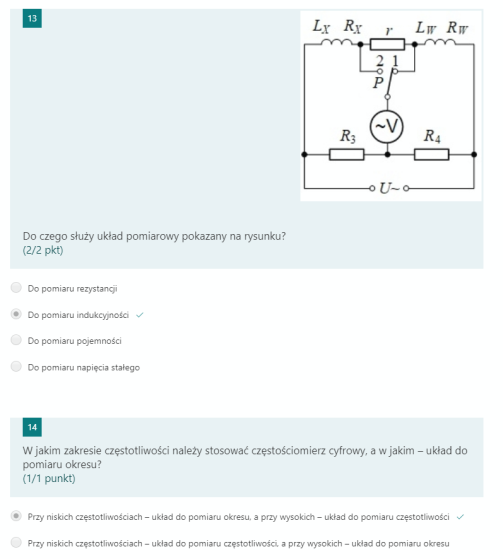 13
L_X R_X r L_W R_W
2 1
P
~V
R_3 R_4
U~
Do czego służy układ pomiarowy pokazany na rysunku?
(2/2 pkt)
Do pomiaru rezystancji
Do pomiaru indukcyjności ✓
Do pomiaru pojemności
Do pomiaru napięcia stałego
14
W jakim zakresie częstotliwości należy stosować częstościomierz cyfrowy, a w jakim – układ do
pomiaru okresu?
(1/1 punkt)
Przy niskich częstotliwościach – układ do pomiaru okresu, a przy wysokich – układ do pomiaru częstotliwości ✓
Przy niskich częstotliwościach – układ do pomiaru częstotliwości, a przy wysokich – układ do pomiaru okresu